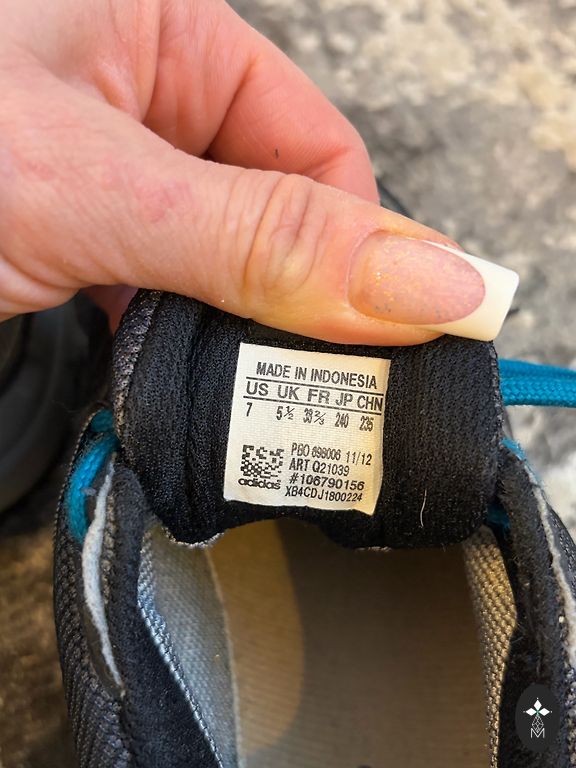 MADE IN INDONESIA
US UK FR JP CHN
7 5½ 38⅔ 240 235
PBO 698006 11/12
ART Q21039
#106790156
adidas XB4CDJ1800224
M